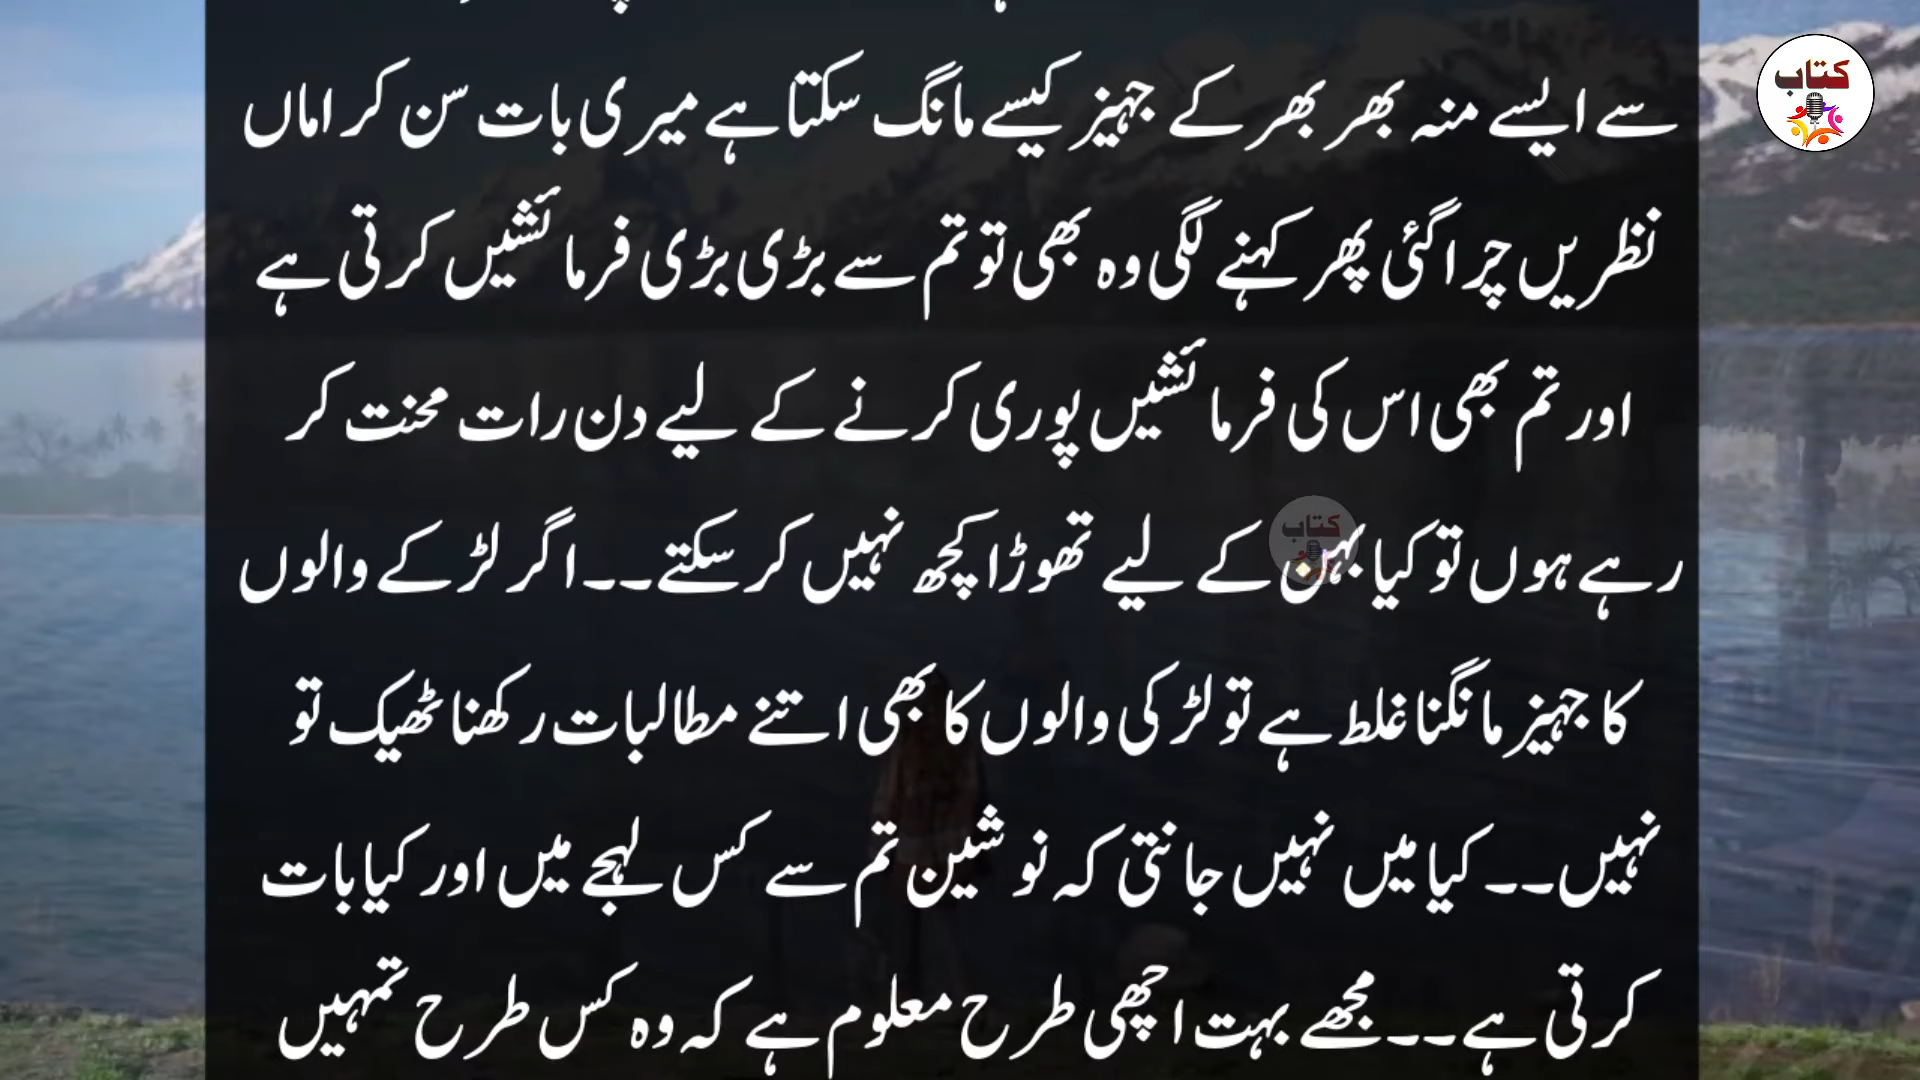 کتاب
سے ایسے منہ بھر بھر کے جہیز کیسے مانگ سکتا ہے میری بات سن کر اماں
نظریں چرا گئی پھر کہنے لگی وہ بھی تو تم سے بڑی بڑی فرمائشیں کرتی ہے
اور تم بھی اس کی فرمائشیں پوری کرنے کے لیے دن رات محنت کر
رہے ہوں تو کیا بہن کے لیے تھوڑا کچھ نہیں کر سکتے۔۔ اگر لڑکے والوں
کتاب
کا جہیز مانگنا غلط ہے تو لڑکی والوں کا بھی اتنے مطالبات رکھنا ٹھیک تو
نہیں۔۔ کیا میں نہیں جانتی کہ نوشین تم سے کس لہجے میں اور کیا بات
کرتی ہے۔۔ مجھے بہت اچھی طرح معلوم ہے کہ وہ کس طرح تمہیں